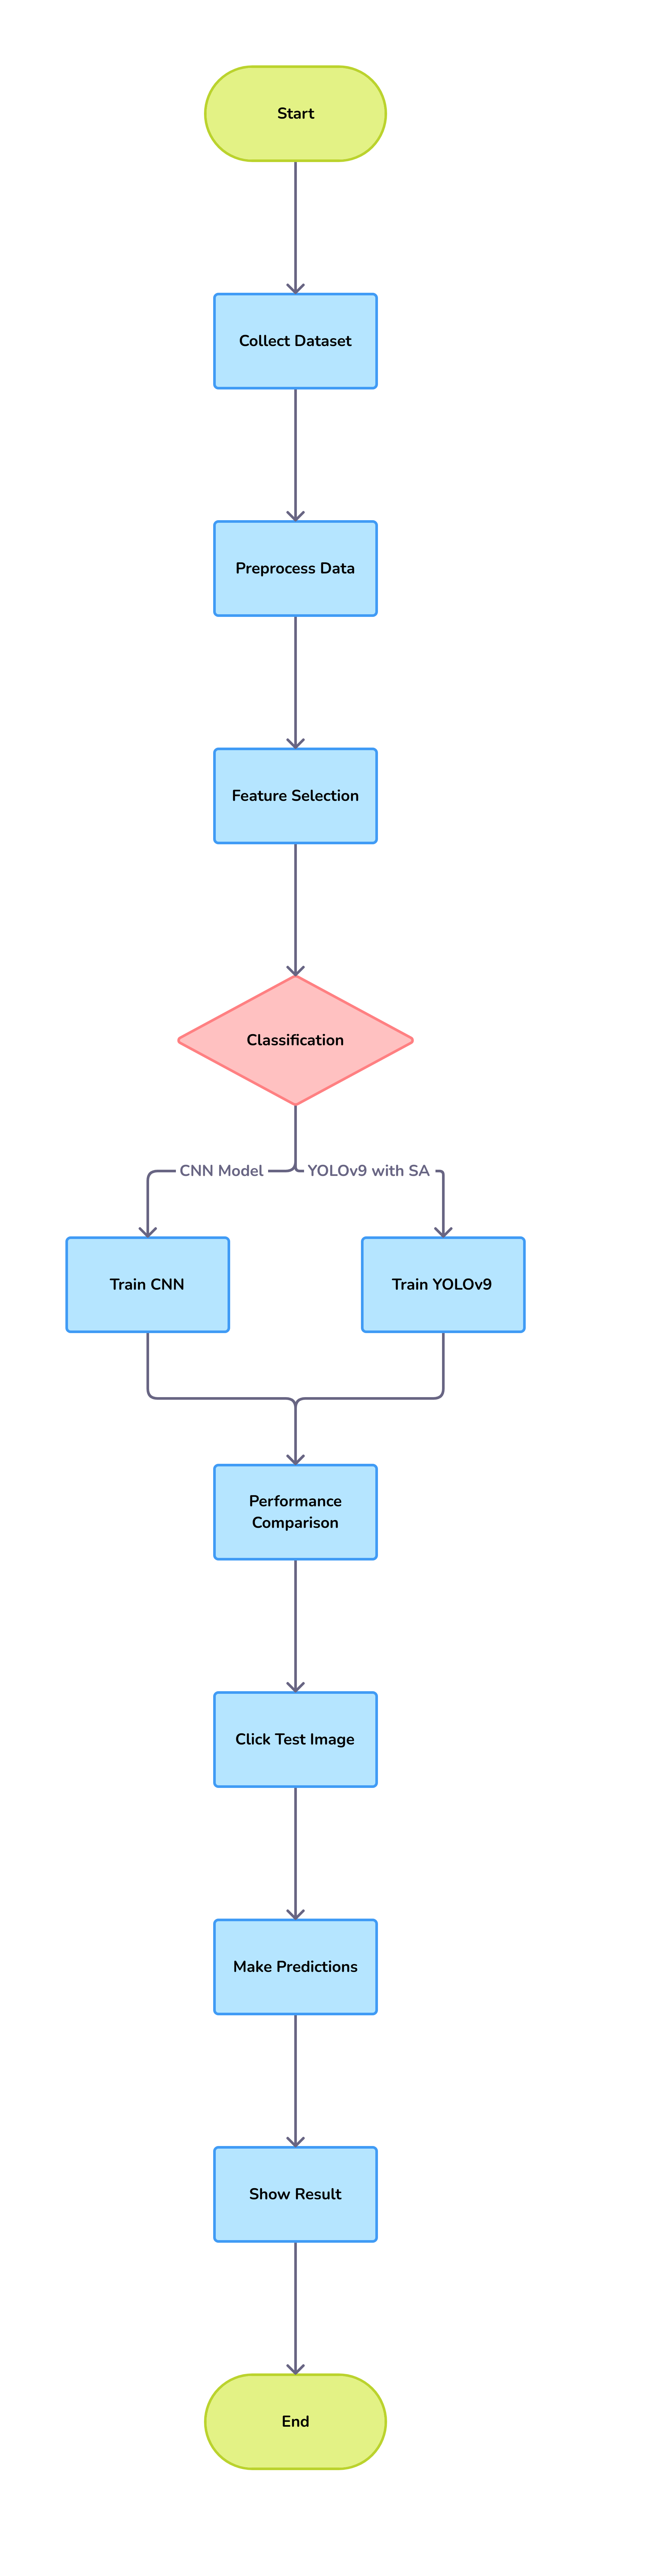 Start
Collect Dataset
Preprocess Data
Feature Selection
Classification
CNN Model
YOLOv9 with SA
Train CNN
Train YOLOv9
Performance
Comparison
Click Test Image
Make Predictions
Show Result
End